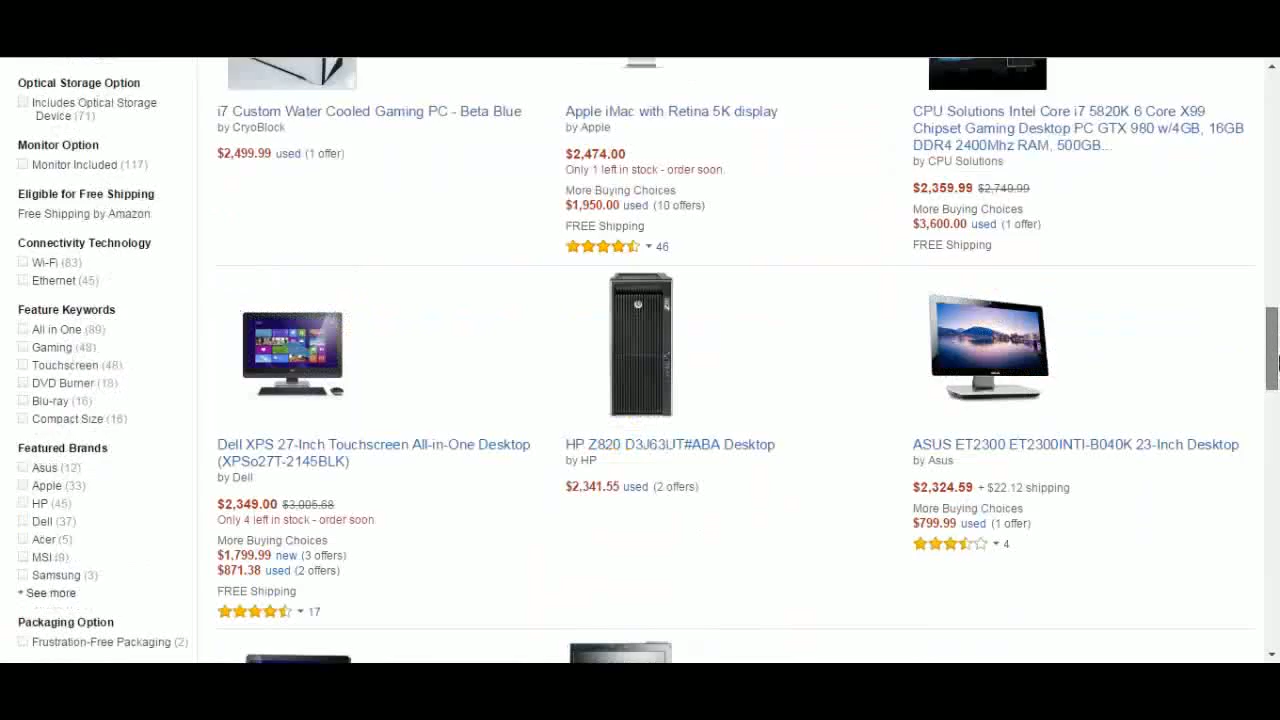 Optical Storage Option
Includes Optical Storage
Device (71)
Monitor Option
Monitor Included (117)
Eligible for Free Shipping
Free Shipping by Amazon
Connectivity Technology
Wi-Fi (83)
Ethernet (45)
Feature Keywords
All in One (89)
Gaming (48)
Touchscreen (48)
DVD Burner (18)
Blu-ray (16)
Compact Size (16)
Featured Brands
Asus (12)
Apple (33)
HP (45)
Dell (37)
Acer (5)
MSI (9)
Samsung (3)
See more
Packaging Option
Frustration-Free Packaging (2)
i7 Custom Water Cooled Gaming PC - Beta Blue
by CryoBlock
$2,499.99 used (1 offer)
Apple iMac with Retina 5K display
by Apple
$2,474.00
Only 1 left in stock - order soon.
More Buying Choices
$1,950.00 used (10 offers)
FREE Shipping
46
CPU Solutions Intel Core i7 5820K 6 Core X99
Chipset Gaming Desktop PC GTX 980 w/4GB, 16GB
DDR4 2400Mhz RAM, 500GB...
by CPU Solutions
$2,359.99 $2,749.99
More Buying Choices
$3,600.00 used (1 offer)
FREE Shipping
Dell XPS 27-Inch Touchscreen All-in-One Desktop
(XPSo27T-2145BLK)
by Dell
$2,349.00 $3,005.68
Only 4 left in stock - order soon.
More Buying Choices
$1,799.99 new (3 offers)
$871.38 used (2 offers)
FREE Shipping
17
HP Z820 D3J63UT#ABA Desktop
by HP
$2,341.55 used (2 offers)
ASUS ET2300 ET2300INTI-B040K 23-Inch Desktop
by Asus
$2,324.59 + $22.12 shipping
More Buying Choices
$799.99 used (1 offer)
4